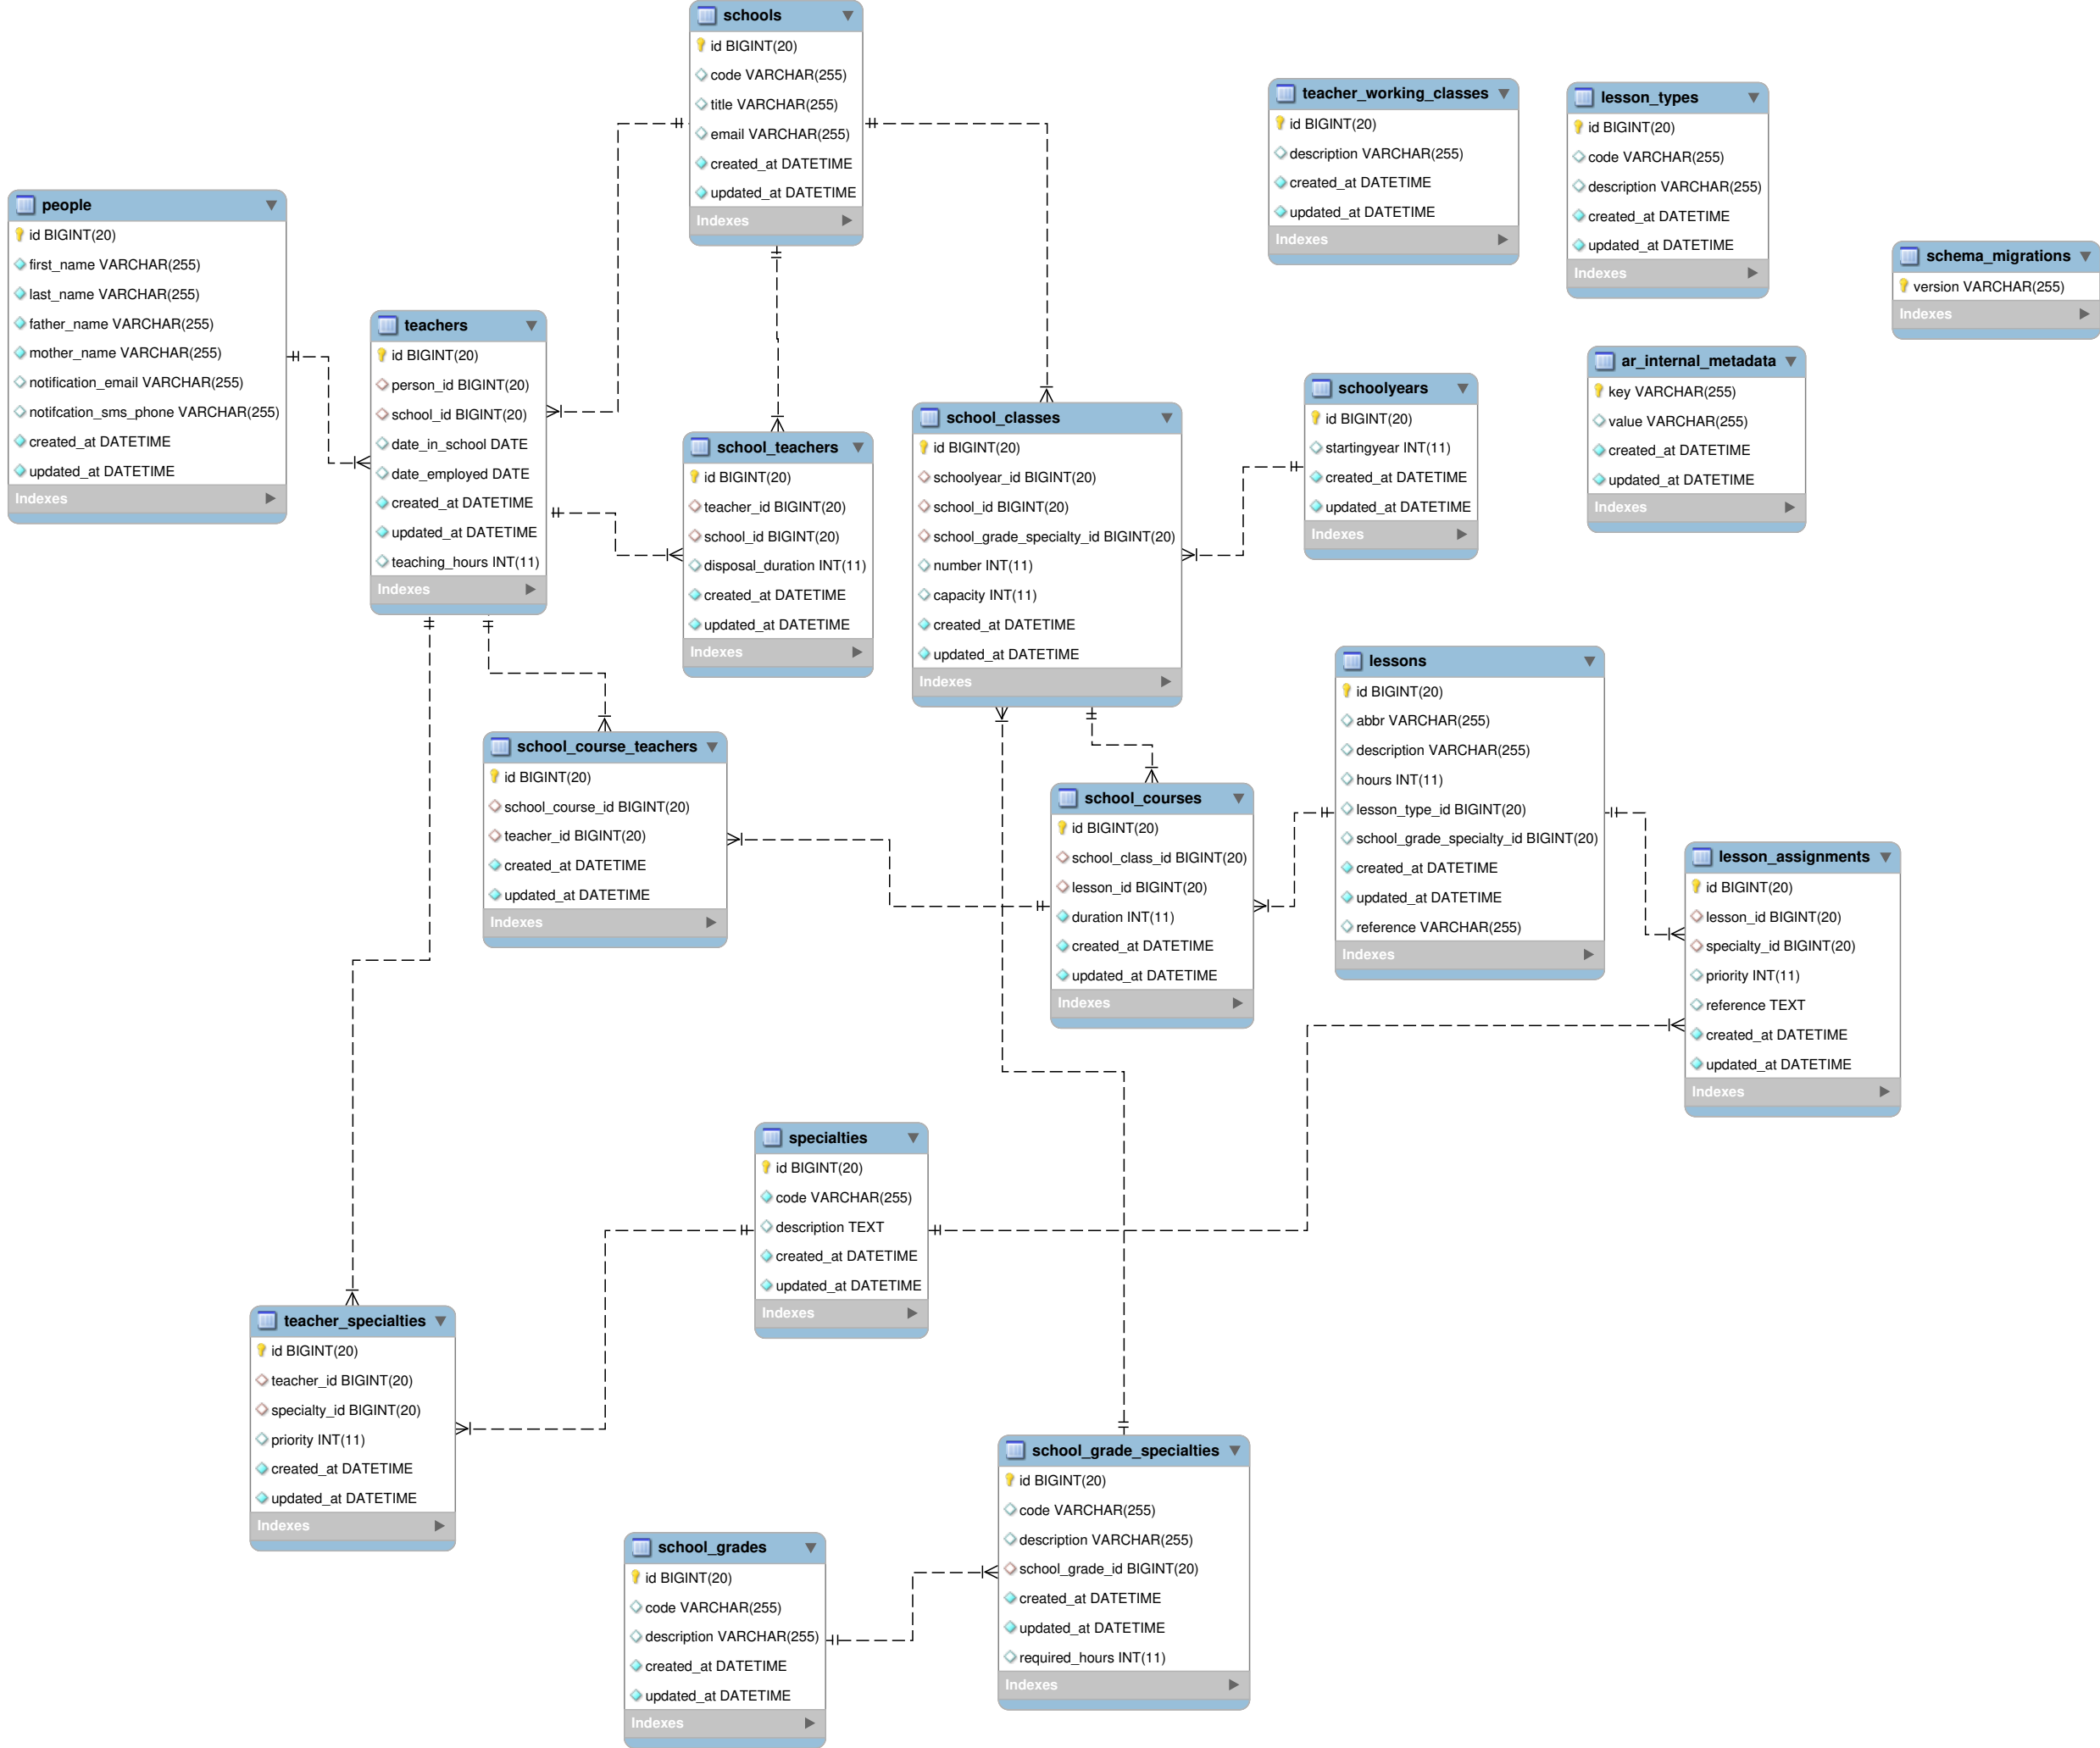 schools
id BIGINT(20)
code VARCHAR(255)
title VARCHAR(255)
email VARCHAR(255)
created_at DATETIME
updated_at DATETIME
Indexes
teacher_working_classes
id BIGINT(20)
description VARCHAR(255)
created_at DATETIME
updated_at DATETIME
Indexes
lesson_types
id BIGINT(20)
code VARCHAR(255)
description VARCHAR(255)
created_at DATETIME
updated_at DATETIME
Indexes
schema_migrations
version VARCHAR(255)
Indexes
people
id BIGINT(20)
first_name VARCHAR(255)
last_name VARCHAR(255)
father_name VARCHAR(255)
mother_name VARCHAR(255)
notification_email VARCHAR(255)
notifcation_sms_phone VARCHAR(255)
created_at DATETIME
updated_at DATETIME
Indexes
teachers
id BIGINT(20)
person_id BIGINT(20)
school_id BIGINT(20)
date_in_school DATE
date_employed DATE
created_at DATETIME
updated_at DATETIME
teaching_hours INT(11)
Indexes
school_teachers
id BIGINT(20)
teacher_id BIGINT(20)
school_id BIGINT(20)
disposal_duration INT(11)
created_at DATETIME
updated_at DATETIME
Indexes
school_classes
id BIGINT(20)
schoolyear_id BIGINT(20)
school_id BIGINT(20)
school_grade_specialty_id BIGINT(20)
number INT(11)
capacity INT(11)
created_at DATETIME
updated_at DATETIME
Indexes
schoolyears
id BIGINT(20)
startingyear INT(11)
created_at DATETIME
updated_at DATETIME
Indexes
ar_internal_metadata
key VARCHAR(255)
value VARCHAR(255)
created_at DATETIME
updated_at DATETIME
Indexes
school_course_teachers
id BIGINT(20)
school_course_id BIGINT(20)
teacher_id BIGINT(20)
created_at DATETIME
updated_at DATETIME
Indexes
school_courses
id BIGINT(20)
school_class_id BIGINT(20)
lesson_id BIGINT(20)
duration INT(11)
created_at DATETIME
updated_at DATETIME
Indexes
lessons
id BIGINT(20)
abbr VARCHAR(255)
description VARCHAR(255)
hours INT(11)
lesson_type_id BIGINT(20)
school_grade_specialty_id BIGINT(20)
created_at DATETIME
updated_at DATETIME
reference VARCHAR(255)
Indexes
lesson_assignments
id BIGINT(20)
lesson_id BIGINT(20)
specialty_id BIGINT(20)
priority INT(11)
reference TEXT
created_at DATETIME
updated_at DATETIME
Indexes
specialties
id BIGINT(20)
code VARCHAR(255)
description TEXT
created_at DATETIME
updated_at DATETIME
Indexes
teacher_specialties
id BIGINT(20)
teacher_id BIGINT(20)
specialty_id BIGINT(20)
priority INT(11)
created_at DATETIME
updated_at DATETIME
Indexes
school_grade_specialties
id BIGINT(20)
code VARCHAR(255)
description VARCHAR(255)
school_grade_id BIGINT(20)
created_at DATETIME
updated_at DATETIME
required_hours INT(11)
Indexes
school_grades
id BIGINT(20)
code VARCHAR(255)
description VARCHAR(255)
created_at DATETIME
updated_at DATETIME
Indexes